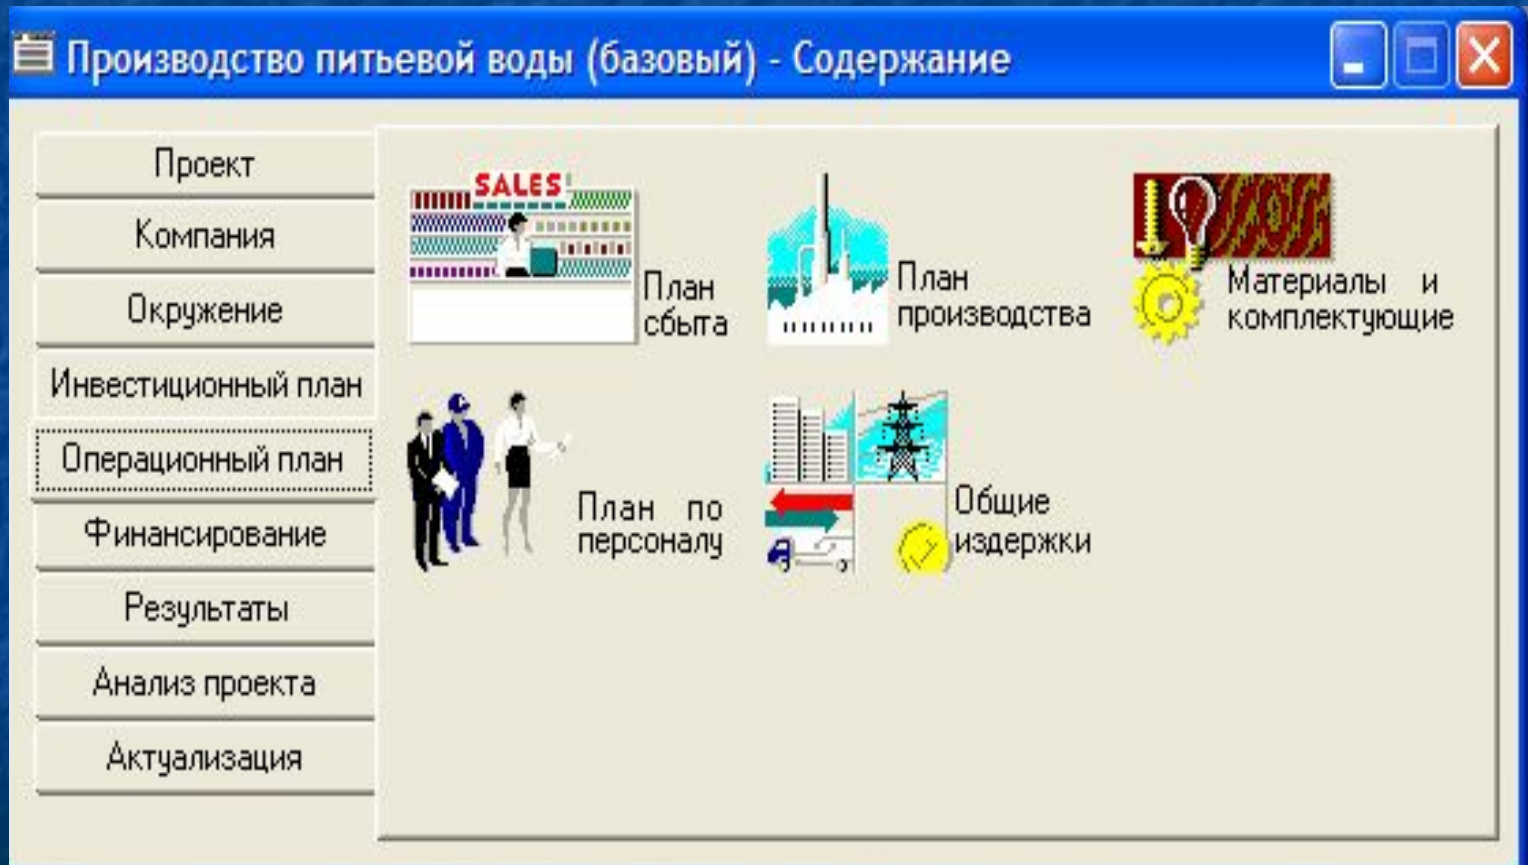 Производство питьевой воды (базовый) - Содержание
Проект
Компания
Окружение
Инвестиционный план
Операционный план
Финансирование
Результаты
Анализ проекта
Актуализация
SALES
План
сбыта
План
производства
Материалы и
комплектующие
План по
персоналу
Общие
издержки